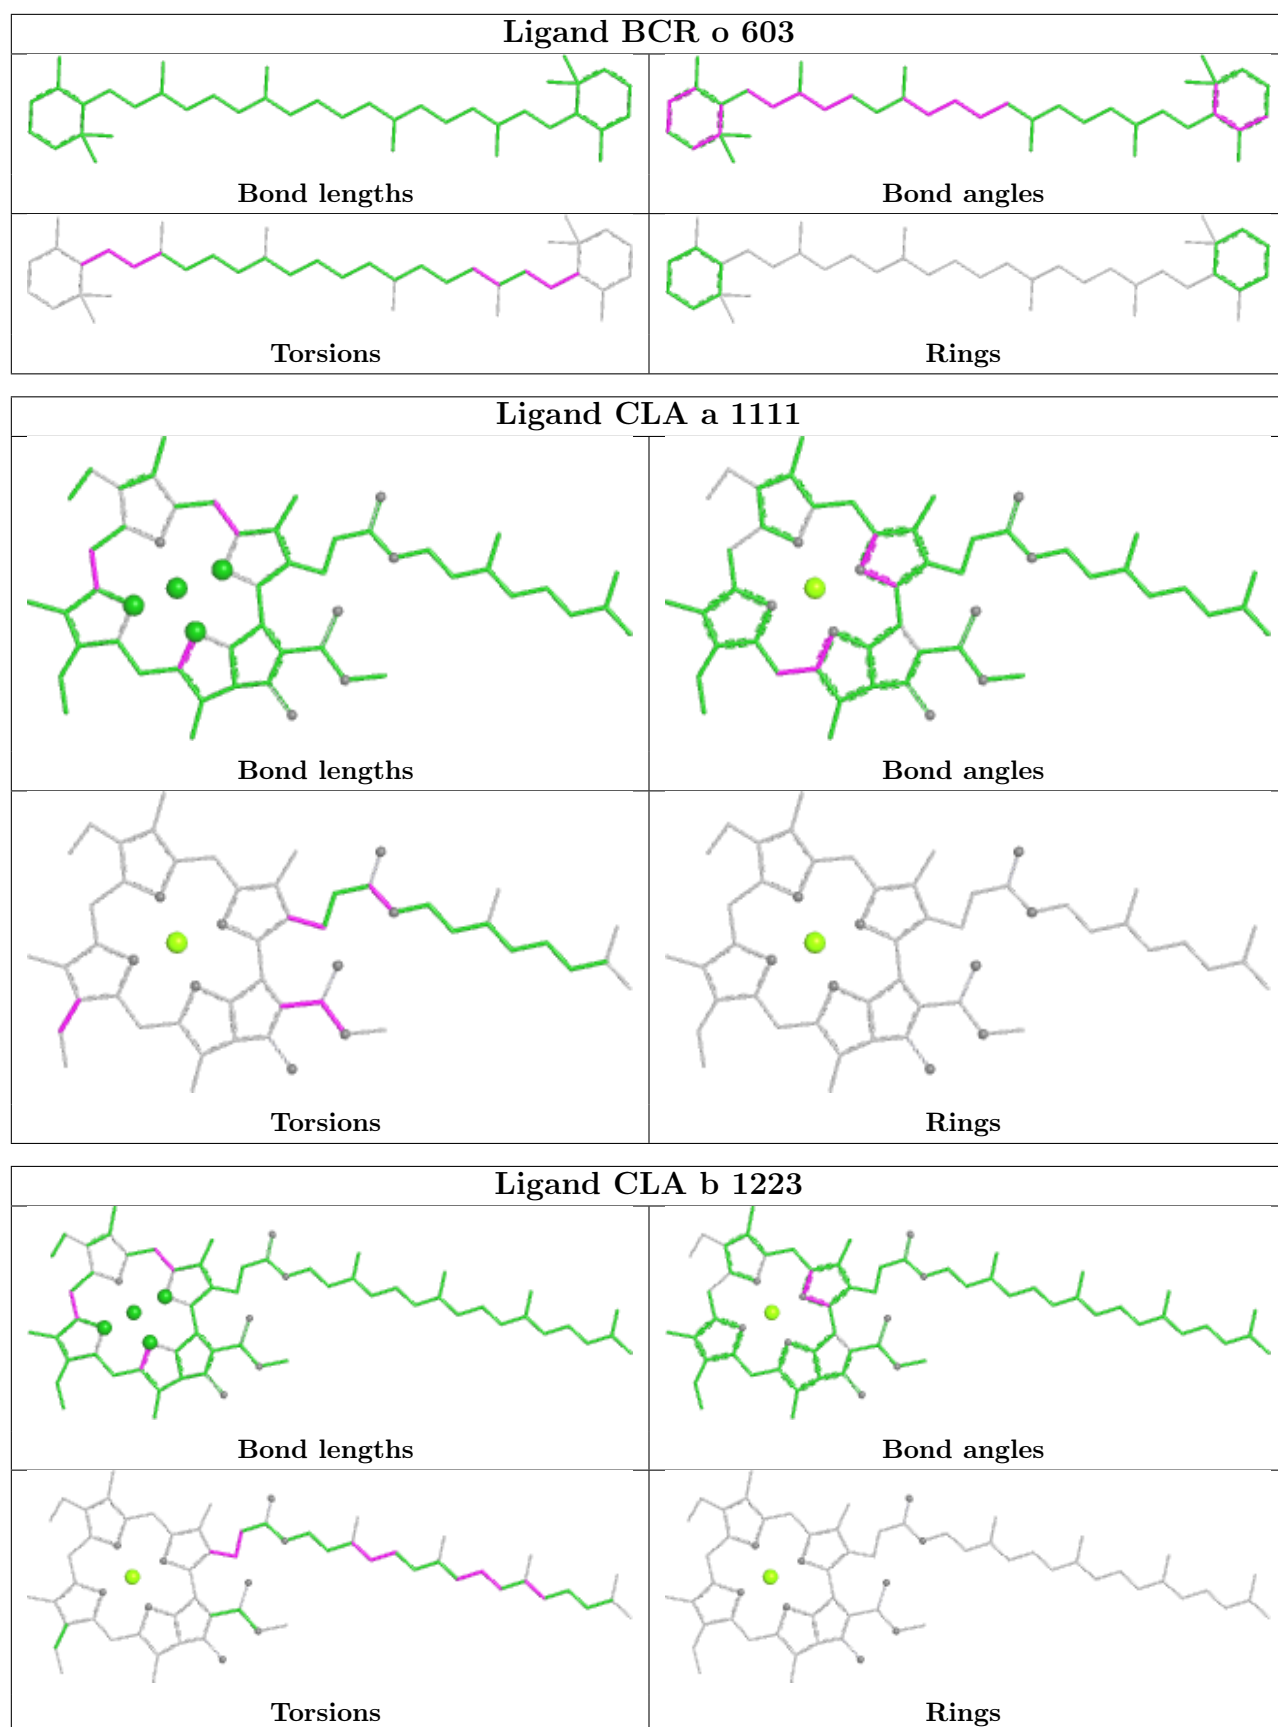 Ligand BCR o 603
Bond lengths
Bond angles
Torsions
Rings
Ligand CLA a 1111
Bond lengths
Bond angles
Torsions
Rings
Ligand CLA b 1223
Bond lengths
Bond angles
Torsions
Rings